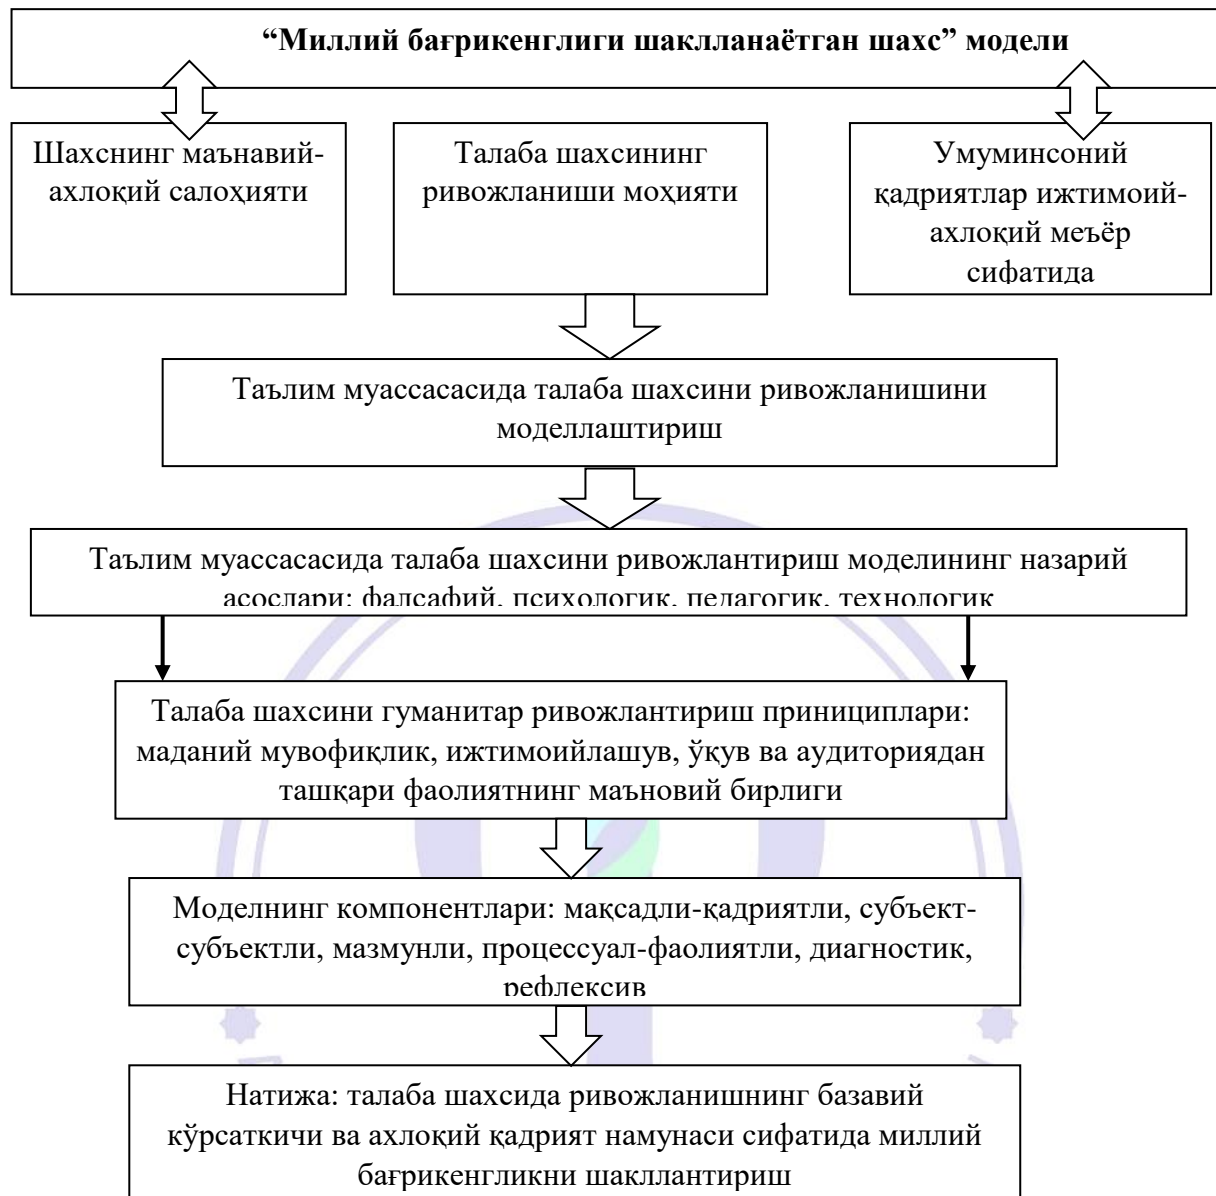 “Миллий бағрикенглиги шаклланаётган шахс” модели
Шахснинг маънавий-
ахлоқий салоҳияти
Талаба шахсининг
ривожланиши моҳияти
Умуминсоний
қадриятлар ижтимоий-
ахлоқий меъёр
сифатида
Таълим муассасасида талаба шахсини ривожланишини
моделлаштириш
Таълим муассасасида талаба шахсини ривожлантириш моделининг назарий
асослари: фалсафий, психологик, педагогик, технологик
Талаба шахсини гуманитар ривожлантириш принициплари:
маданий мувофиқлик, ижтимоийлашув, ўқув ва аудиториядан
ташқари фаолиятнинг маъновий бирлиги
Моделнинг компонентлари: мақсадли-қадриятли, субъект-
субъектли, мазмунли, процессуал-фаолиятли, диагностик,
рефлексив
Натижа: талаба шахсида ривожланишнинг базавий
кўрсаткичи ва ахлоқий қадрият намунаси сифатида миллий
бағрикенгликни шакллантириш